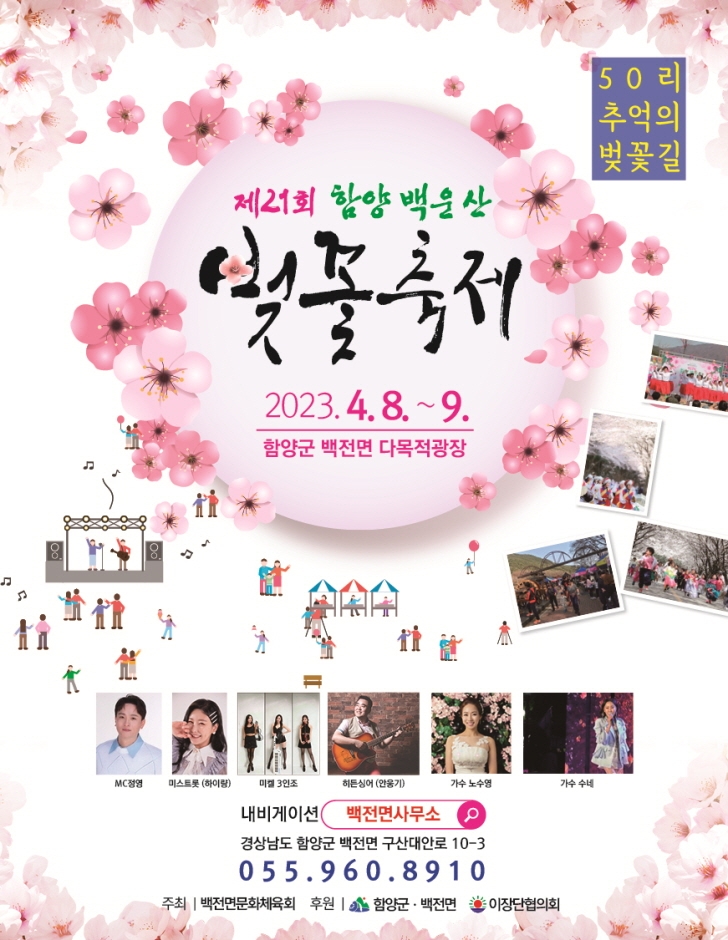 50리
추억의
벚꽃길
제21회 함양 백운산
벚꽃축제
2023. 4. 8. ~ 9.
함양군 백전면 다목적광장
MC정영
미스트롯 (하이량)
미켈 3인조
히든싱어 (안웅기)
가수 노수영
가수 수네
내비게이션 백전면사무소
경상남도 함양군 백전면 구산대안로 10-3
055.960.8910
주최 | 백전면문화체육회 후원 | 함양군 · 백전면 이장단협의회